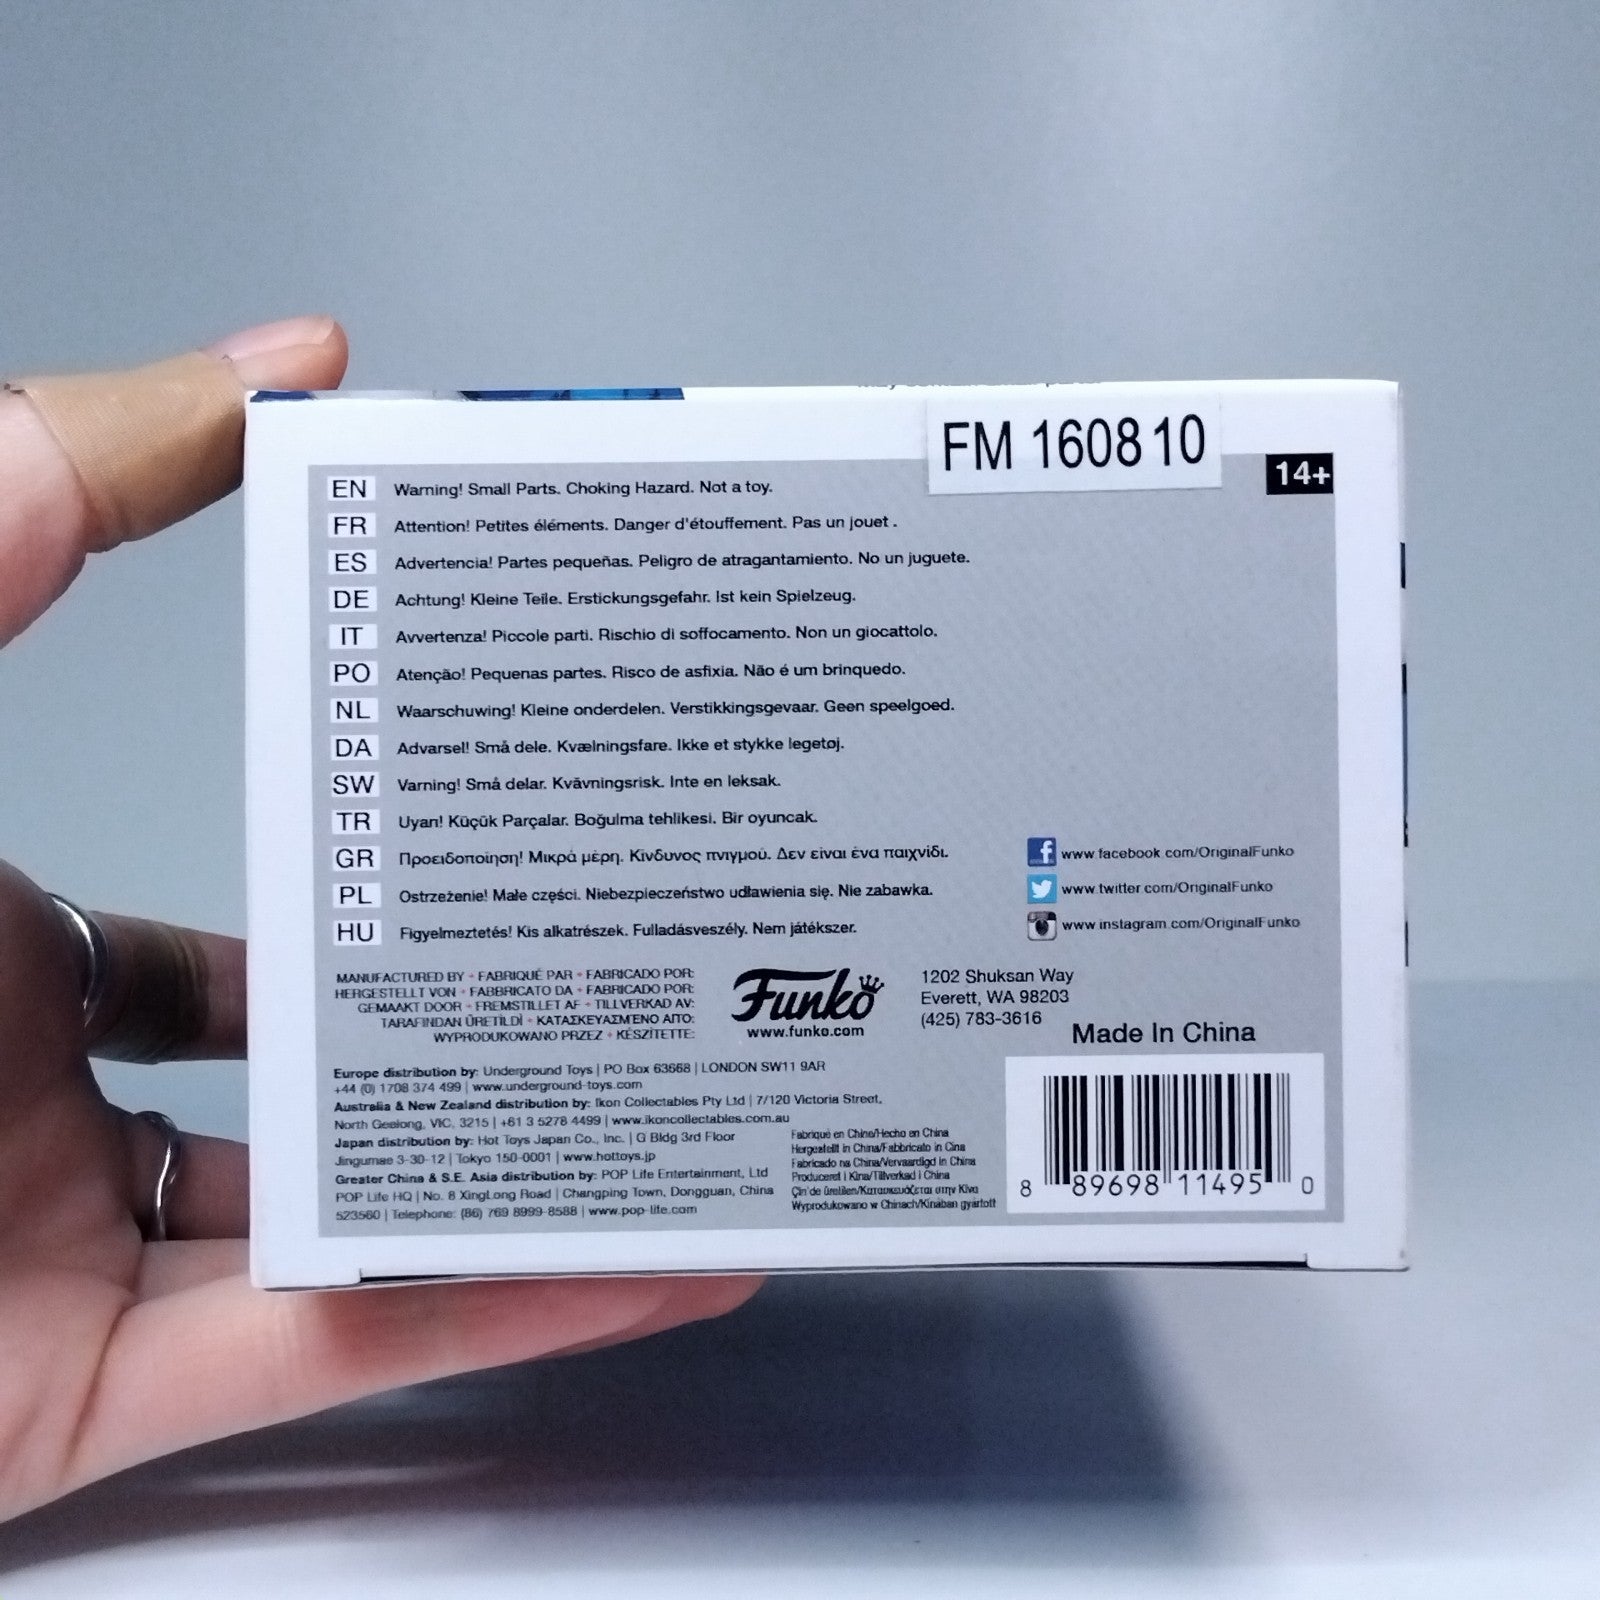 FM 160810
14+
EN Warning! Small Parts. Choking Hazard. Not a toy.
FR Attention! Petites éléments. Danger d'étouffement. Pas un jouet .
ES Advertencia! Partes pequeñas. Peligro de atragantamiento. No un juguete.
DE Achtung! Kleine Teile. Erstickungsgefahr. Ist kein Spielzeug.
IT Avvertenza! Piccole parti. Rischio di soffocamento. Non un giocattolo.
PO Atenção! Pequenas partes. Risco de asfixia. Não é um brinquedo.
NL Waarschuwing! Kleine onderdelen. Verstikkingsgevaar. Geen speelgoed.
DA Advarsel! Små dele. Kvælningsfare. Ikke et stykke legetøj.
SW Varning! Små delar. Kvävningsrisk. Inte en leksak.
TR Uyarı! Küçük Parçalar. Boğulma tehlikesi. Bir oyuncak.
GR Προειδοποίηση! Μικρά μέρη. Κίνδυνος πνιγμού. Δεν είναι ένα παιχνίδι.
PL Ostrzeżenie! Małe części. Niebezpieczeństwo udławienia się. Nie zabawka.
HU Figyelmeztetés! Kis alkatrészek. Fulladásveszély. Nem játékszer.
www.facebook.com/OriginalFunko
www.twitter.com/OriginalFunko
www.instagram.com/OriginalFunko
MANUFACTURED BY • FABRIQUÉ PAR • FABRICADO POR:
HERGESTELLT VON • FABBRICATO DA • FABRICADO POR:
GEMAAKT DOOR • FREMSTILLET AF • TILLVERKAD AV:
TARAFINDAN ÜRETİLDİ • ΚΑΤΑΣΚΕΥΑΣΜΈΝΟ ΑΠΌ:
WYPRODUKOWANO PRZEZ • KÉSZÍTETTE:
Funko
www.funko.com
1202 Shuksan Way
Everett, WA 98203
(425) 783-3616
Made In China
Europe distribution by: Underground Toys | PO Box 63668 | LONDON SW11 9AR
+44 (0) 1708 374 499 | www.underground-toys.com
Australia & New Zealand distribution by: Ikon Collectables Pty Ltd | 7/120 Victoria Street,
North Geelong, VIC, 3215 | +61 3 5278 4499 | www.ikoncollectables.com.au
Japan distribution by: Hot Toys Japan Co., Inc. | G Bldg 3rd Floor
Jingumae 3-30-12 | Tokyo 150-0001 | www.hottoys.jp
Greater China & S.E. Asia distribution by: POP Life Entertainment, Ltd
POP Life HQ | No. 8 XingLong Road | Changping Town, Dongguan, China
523560 | Telephone: (86) 769 8999-8588 | www.pop-life.com
Fabriqué en Chine/Hecho en China
Hergestellt in China/Fabbricato in Cina
Fabricado na China/Vervaardigd in China
Produceret i Kina/Tillverkad i China
Çin'de üretilen/Κατασκευάζεται στην Κίνα
Wyprodukowano w Chinach/Kínában gyártott
8 89698 11495 0